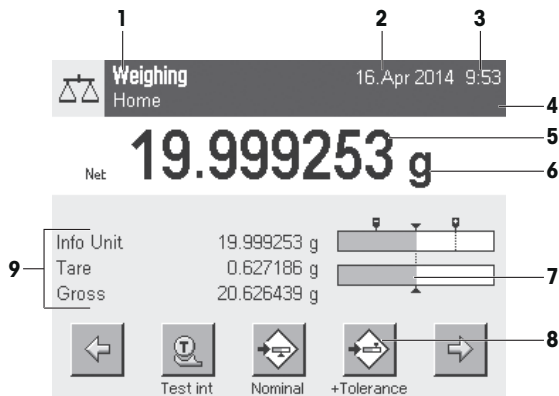 1 2 3
Weighing 16.Apr 2014 9:53
Home
4
5
Net 19.999253 g
6
Info Unit 19.999253 g
9 Tare 0.627186 g
7
Gross 20.626439 g
T
8
Test int Nominal +Tolerance